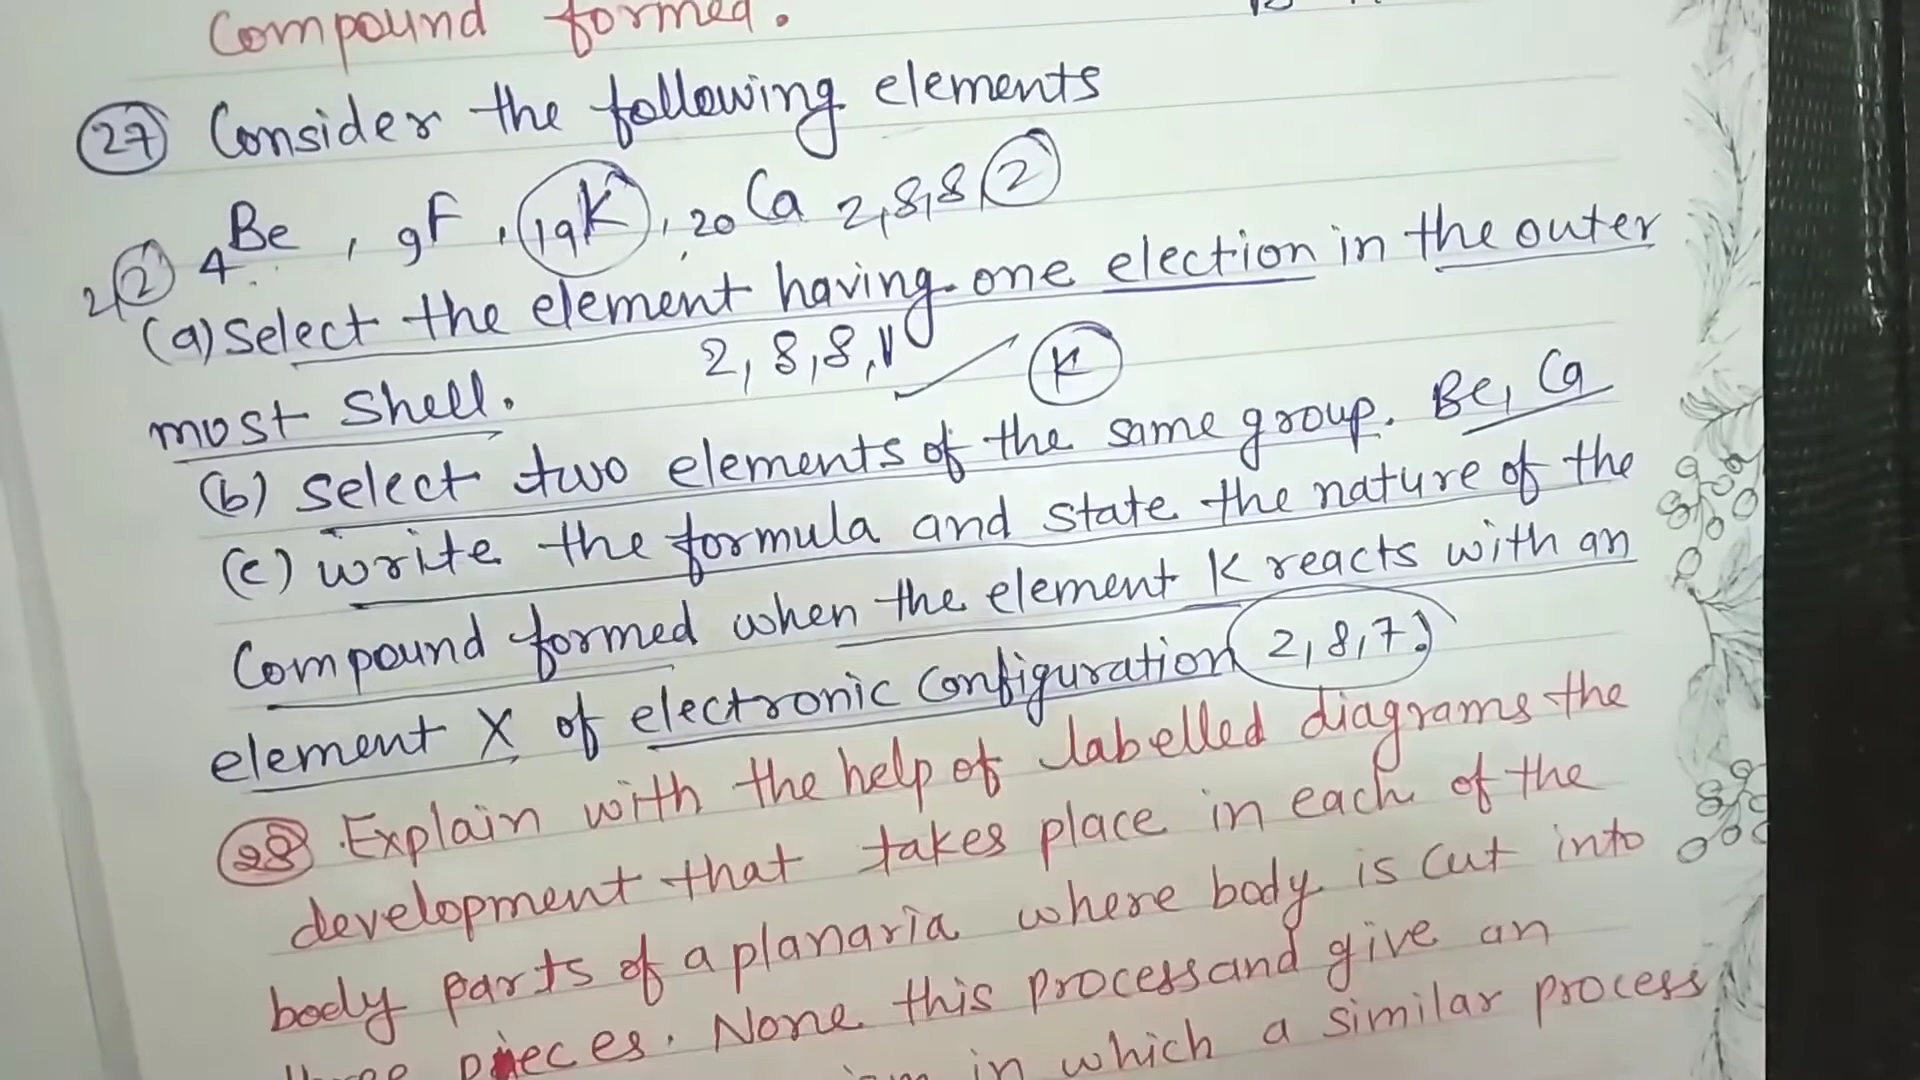 Compound formed.
(27) Consider the following elements
2,2 4Be , 9F , 19K , 20Ca 2,8,8,2
(a) Select the element having one election in the outer
most Shell. 2, 8, 8, 1 K
(b) Select two elements of the same group. Be, Ca
(c) write the formula and state the nature of the
Compound formed when the element K reacts with an
element X of electronic configuration 2,8,7.
(28) Explain with the help of labelled diagrams the
development that takes place in each of the
body parts of a planaria where body is cut into
pieces. None this process and give an
in which a similar process